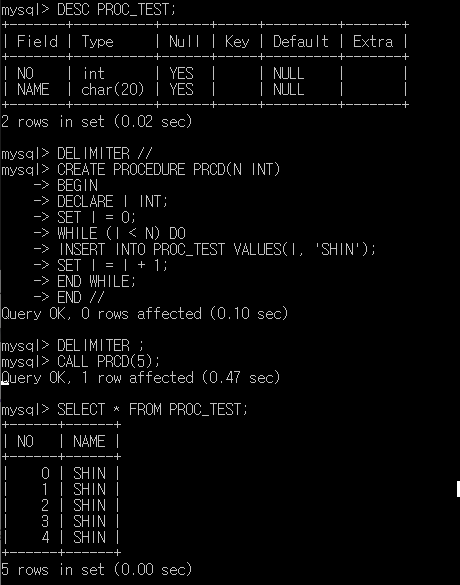 mysql> DESC PROC_TEST;
+-------+----------+------+-----+---------+-------+
| Field | Type     | Null | Key | Default | Extra |
+-------+----------+------+-----+---------+-------+
| NO    | int      | YES  |     | NULL    |       |
| NAME  | char(20) | YES  |     | NULL    |       |
+-------+----------+------+-----+---------+-------+
2 rows in set (0.02 sec)
mysql> DELIMITER //
mysql> CREATE PROCEDURE PRCD(N INT)
    -> BEGIN
    -> DECLARE I INT;
    -> SET I = 0;
    -> WHILE (I < N) DO
    -> INSERT INTO PROC_TEST VALUES(I, 'SHIN');
    -> SET I = I + 1;
    -> END WHILE;
    -> END //
Query OK, 0 rows affected (0.10 sec)
mysql> DELIMITER ;
mysql> CALL PRCD(5);
Query OK, 1 row affected (0.47 sec)
mysql> SELECT * FROM PROC_TEST;
+------+------+
| NO   | NAME |
+------+------+
|    0 | SHIN |
|    1 | SHIN |
|    2 | SHIN |
|    3 | SHIN |
|    4 | SHIN |
+------+------+
5 rows in set (0.00 sec)